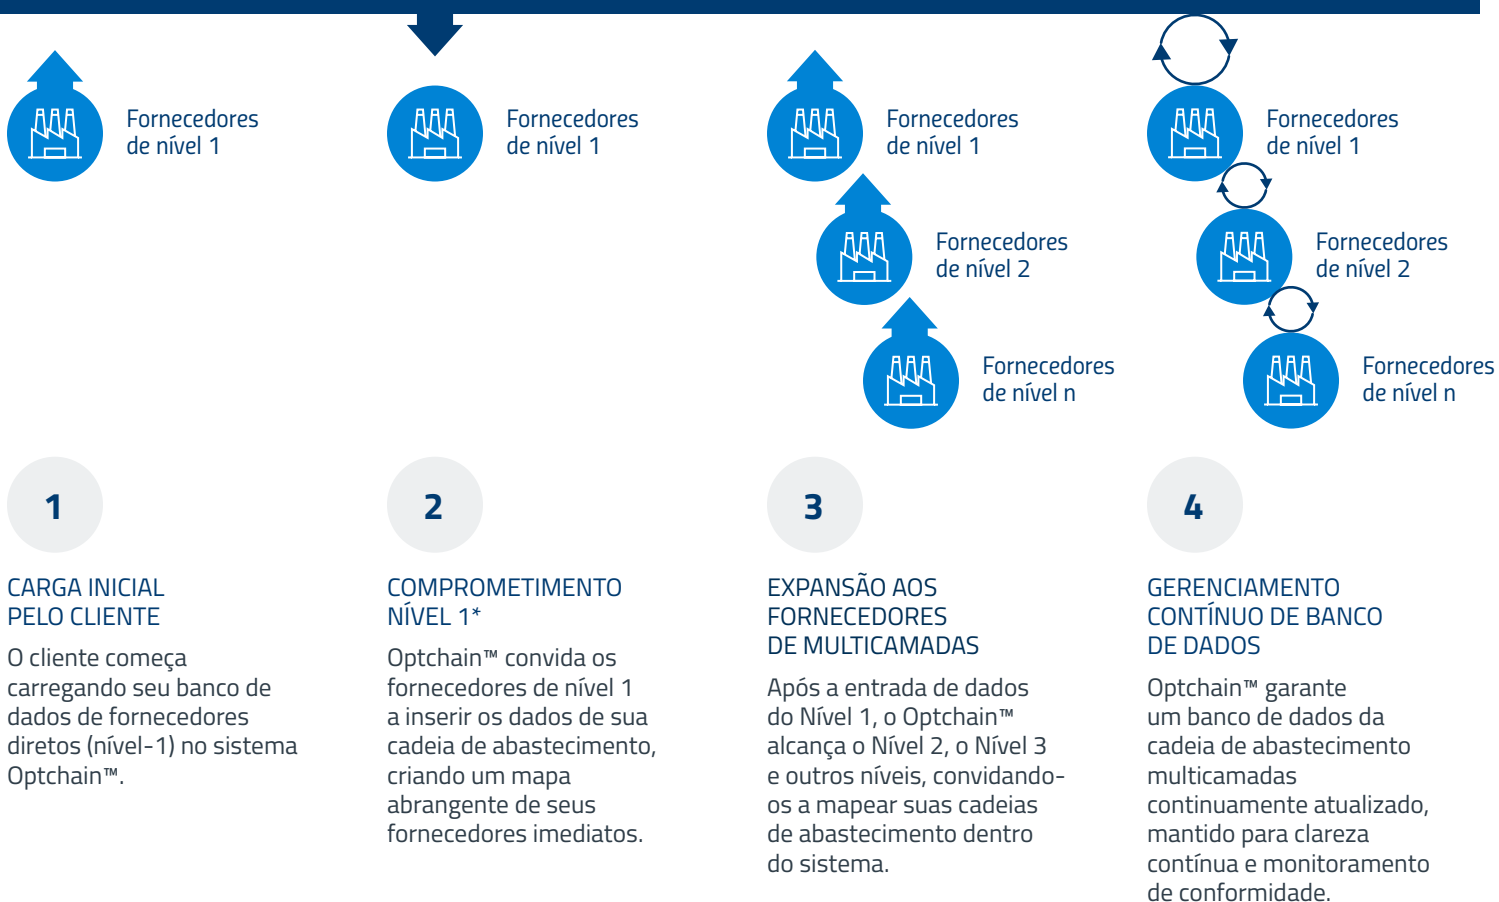 Fornecedores
de nível 1
Fornecedores
de nível 1
Fornecedores
de nível 1
Fornecedores
de nível 2
Fornecedores
de nível n
Fornecedores
de nível 1
Fornecedores
de nível 2
Fornecedores
de nível n
1
CARGA INICIAL
PELO CLIENTE
O cliente começa
carregando seu banco de
dados de fornecedores
diretos (nível-1) no sistema
Optchain™.
2
COMPROMETIMENTO
NÍVEL 1*
Optchain™ convida os
fornecedores de nível 1
a inserir os dados de sua
cadeia de abastecimento,
criando um mapa
abrangente de seus
fornecedores imediatos.
3
EXPANSÃO AOS
FORNECEDORES
DE MULTICAMADAS
Após a entrada de dados
do Nível 1, o Optchain™
alcança o Nível 2, o Nível 3
e outros níveis, convidando-
os a mapear suas cadeias
de abastecimento dentro
do sistema.
4
GERENCIAMENTO
CONTÍNUO DE BANCO
DE DADOS
Optchain™ garante
um banco de dados da
cadeia de abastecimento
multicamadas
continuamente atualizado,
mantido para clareza
contínua e monitoramento
de conformidade.